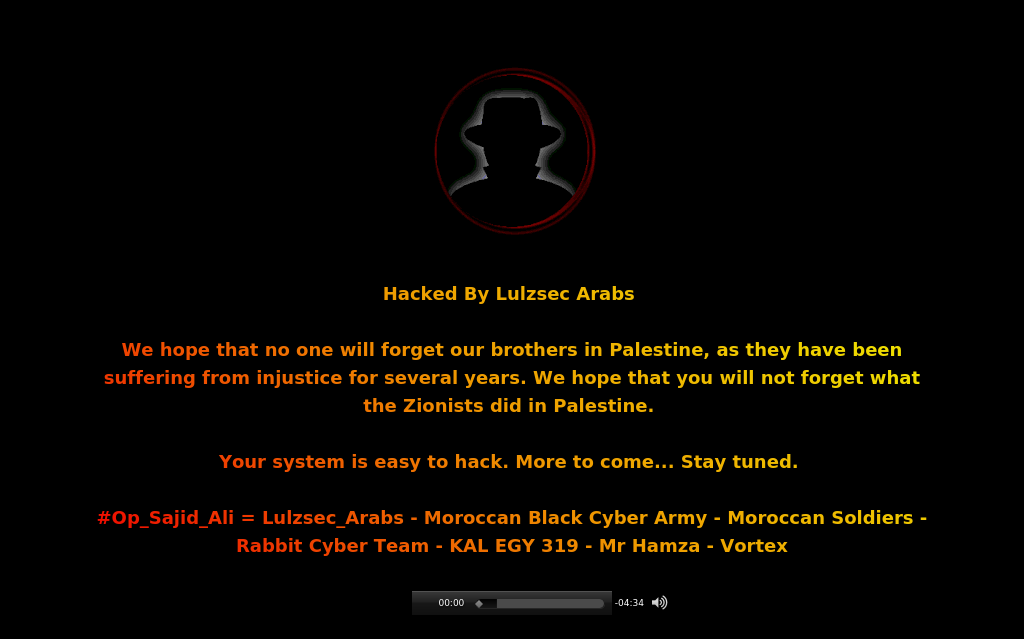 Hacked By Lulzsec Arabs
We hope that no one will forget our brothers in Palestine, as they have been
suffering from injustice for several years. We hope that you will not forget what
the Zionists did in Palestine.
Your system is easy to hack. More to come... Stay tuned.
#Op_Sajid_Ali = Lulzsec_Arabs - Moroccan Black Cyber Army - Moroccan Soldiers -
Rabbit Cyber Team - KAL EGY 319 - Mr Hamza - Vortex
00:00 -04:34